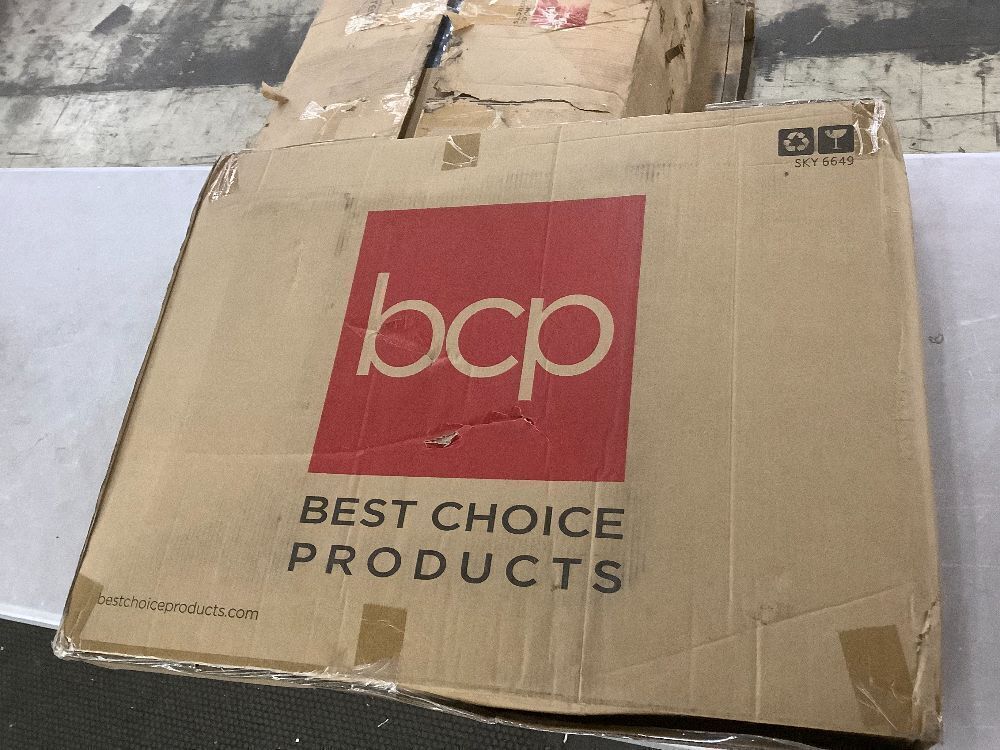 SKY 6649
bcp
BEST CHOICE
PRODUCTS
bestchoiceproducts.com